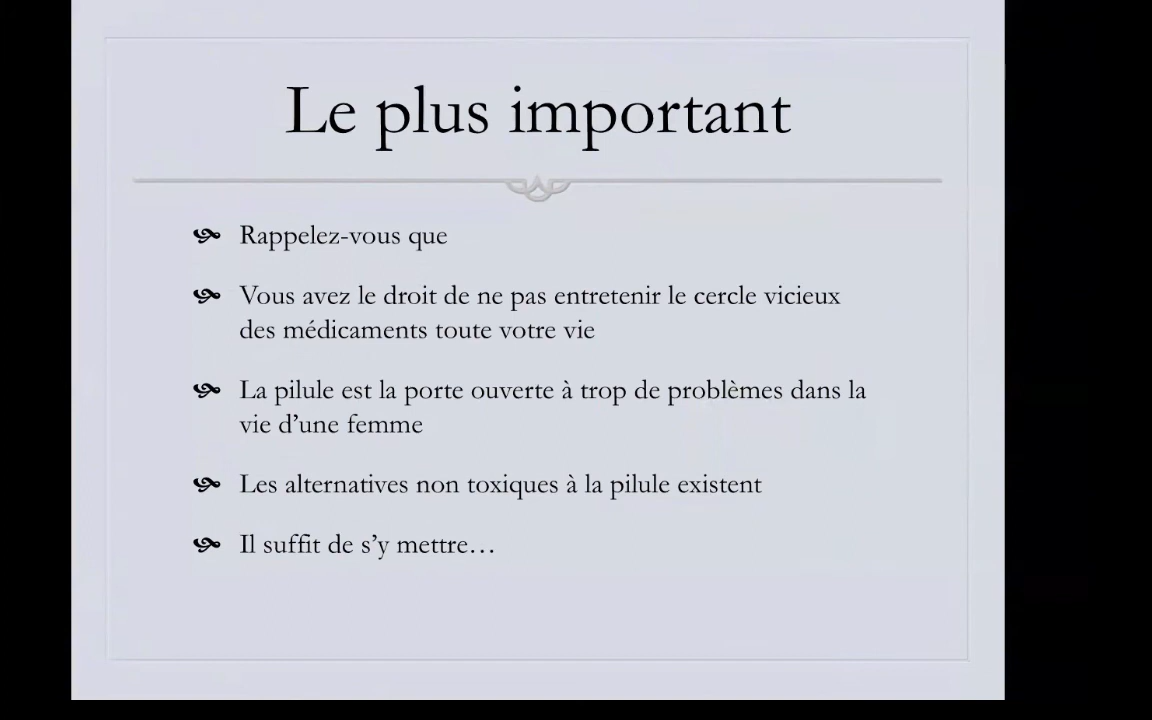 Le plus important
Rappelez-vous que
Vous avez le droit de ne pas entretenir le cercle vicieux
des médicaments toute votre vie
La pilule est la porte ouverte à trop de problèmes dans la
vie d’une femme
Les alternatives non toxiques à la pilule existent
Il suffit de s’y mettre…